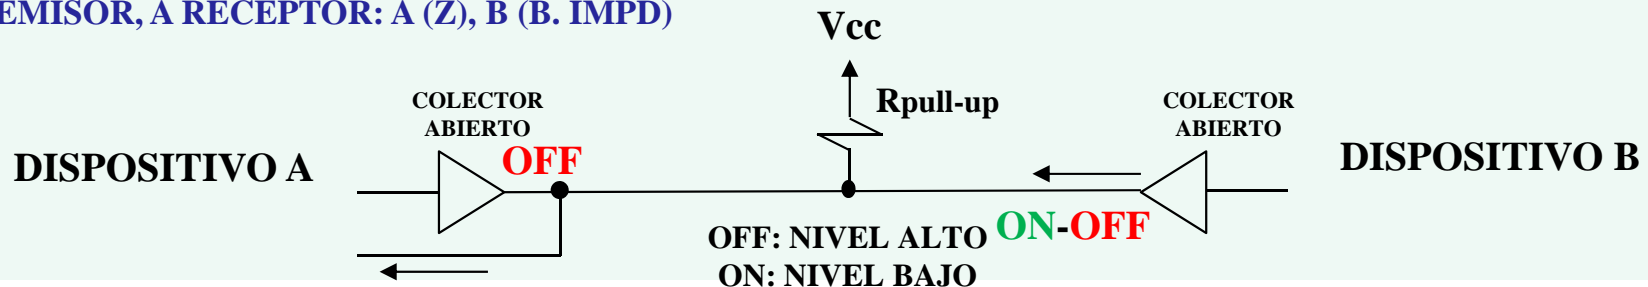 EMISOR, A RECEPTOR: A (Z), B (B. IMPD)
Vcc
COLECTOR
ABIERTO
Rpull-up
COLECTOR
ABIERTO
DISPOSITIVO A
OFF
DISPOSITIVO B
OFF: NIVEL ALTO
ON-OFF
ON: NIVEL BAJO